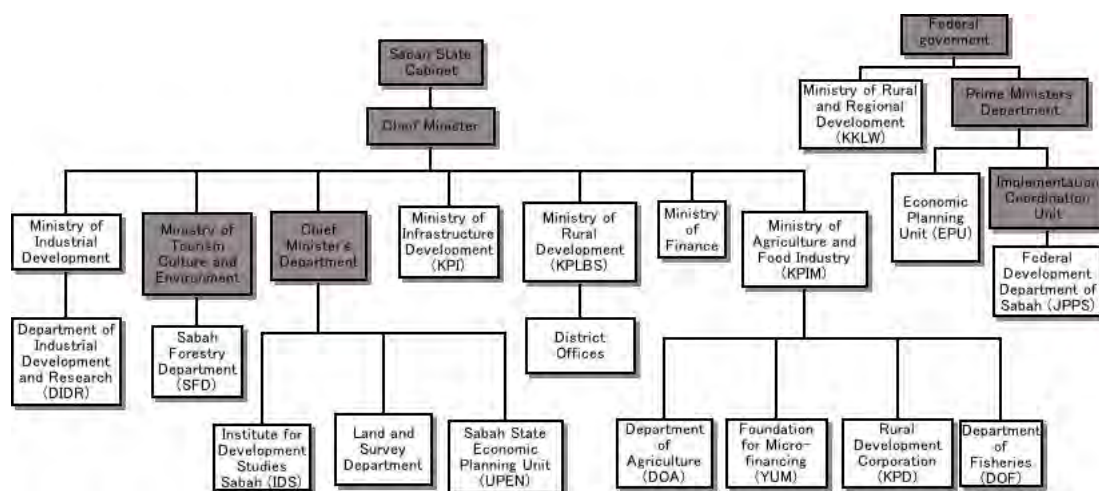 Sabah State
Cabinet
Chief Minister
Federal
goverment
Ministry of Rural
and Regional
Development
(KKLW)
Prime Ministers
Department
Economic
Planning
Unit (EPU)
Implementation
Coordination
Unit
Federal
Development
Department of
Sabah (JPPS)
Ministry of
Industrial
Development
Ministry of
Tourism
Culture and
Environment
Chief
Minister's
Department
Ministry of
Infrastructure
Development
(KPI)
Ministry of
Rural
Development
(KPLBS)
Ministry
of
Finance
Ministry of
Agriculture and
Food Industry
(KPIM)
Department of
Industrial
Development
and Research
(DIDR)
Sabah
Forestry
Department
(SFD)
District
Offices
Institute for
Development
Studies
Sabah (IDS)
Land and
Survey
Department
Sabah State
Economic
Planning Unit
(UPEN)
Department
of
Agriculture
(DOA)
Foundation
for Micro-
financing
(YUM)
Rural
Development
Corporation
(KPD)
Department
of
Fisheries
(DOF)